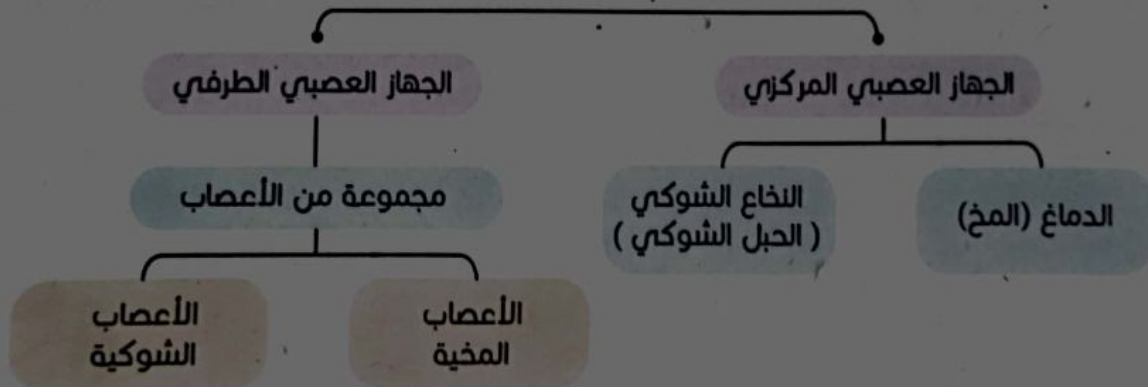 الجهاز العصبي المركزي
الجهاز العصبي الطرفي
الدماغ (المخ)
النخاع الشوكي
( الحبل الشوكي )
مجموعة من الأعصاب
الأعصاب
المخية
الأعصاب
الشوكية